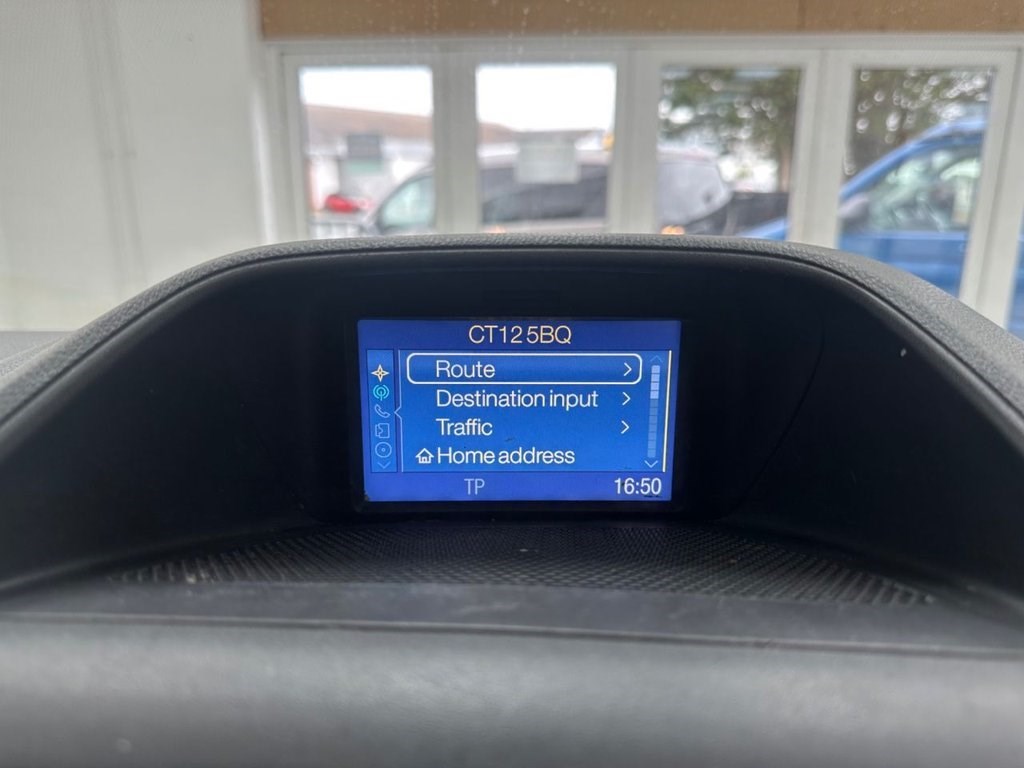 CT12 5BQ
Route
Destination input
Traffic
Home address
TP 16:50